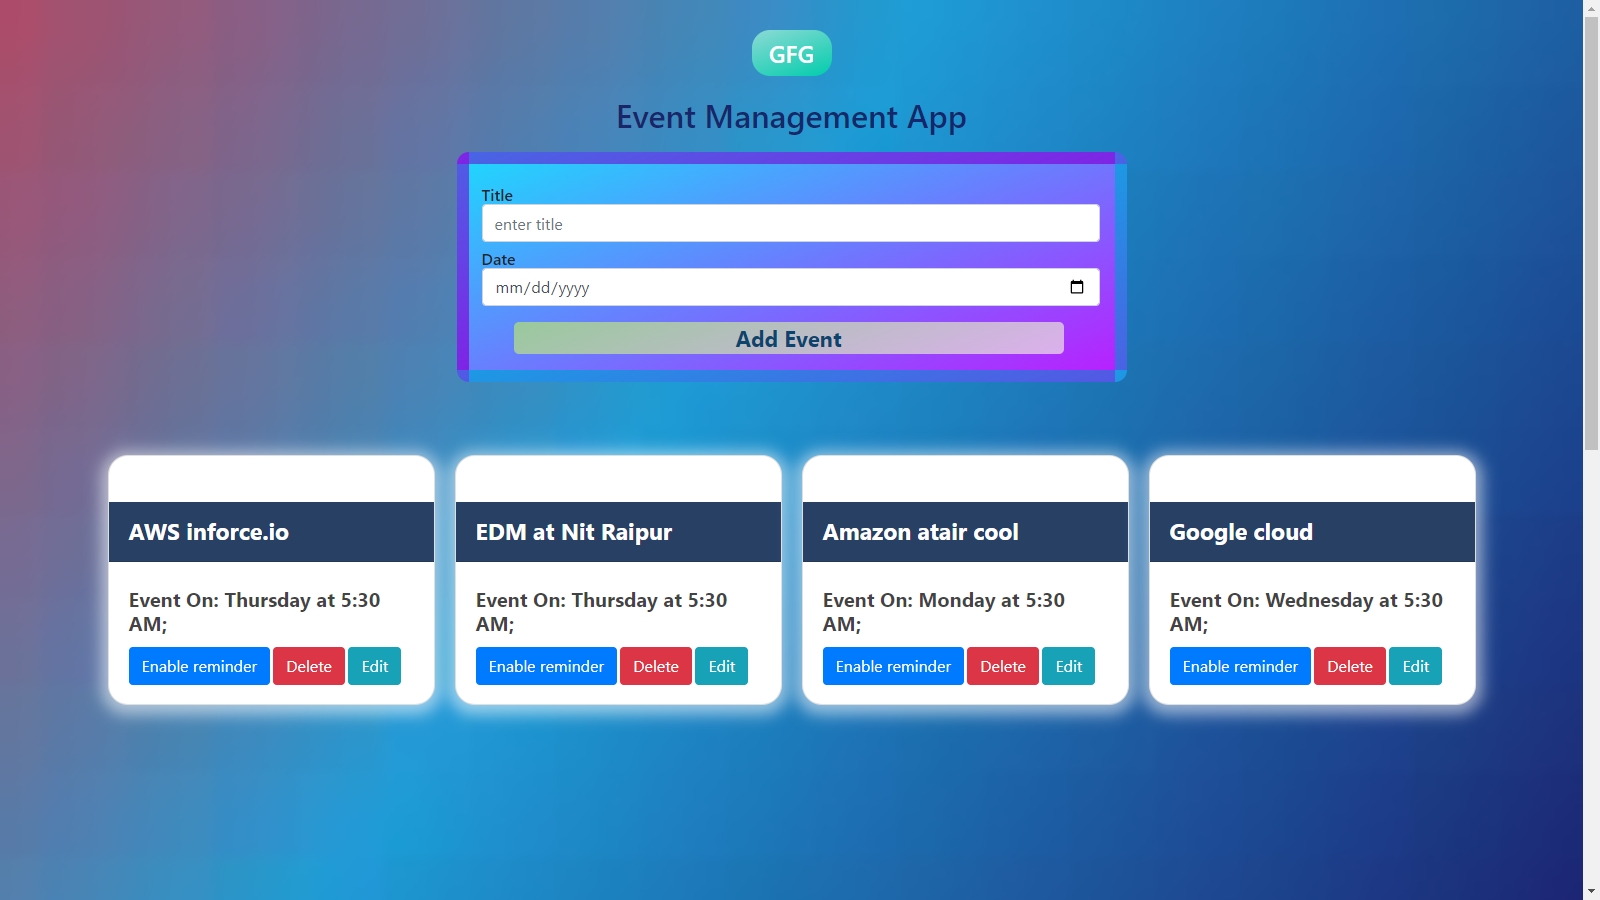 GFG
Event Management App
Title
enter title
Date
mm/dd/yyyy
Add Event
AWS inforce.io
Event On: Thursday at 5:30
AM;
Enable reminder
Delete
Edit
EDM at Nit Raipur
Event On: Thursday at 5:30
AM;
Enable reminder
Delete
Edit
Amazon atair cool
Event On: Monday at 5:30
AM;
Enable reminder
Delete
Edit
Google cloud
Event On: Wednesday at 5:30
AM;
Enable reminder
Delete
Edit